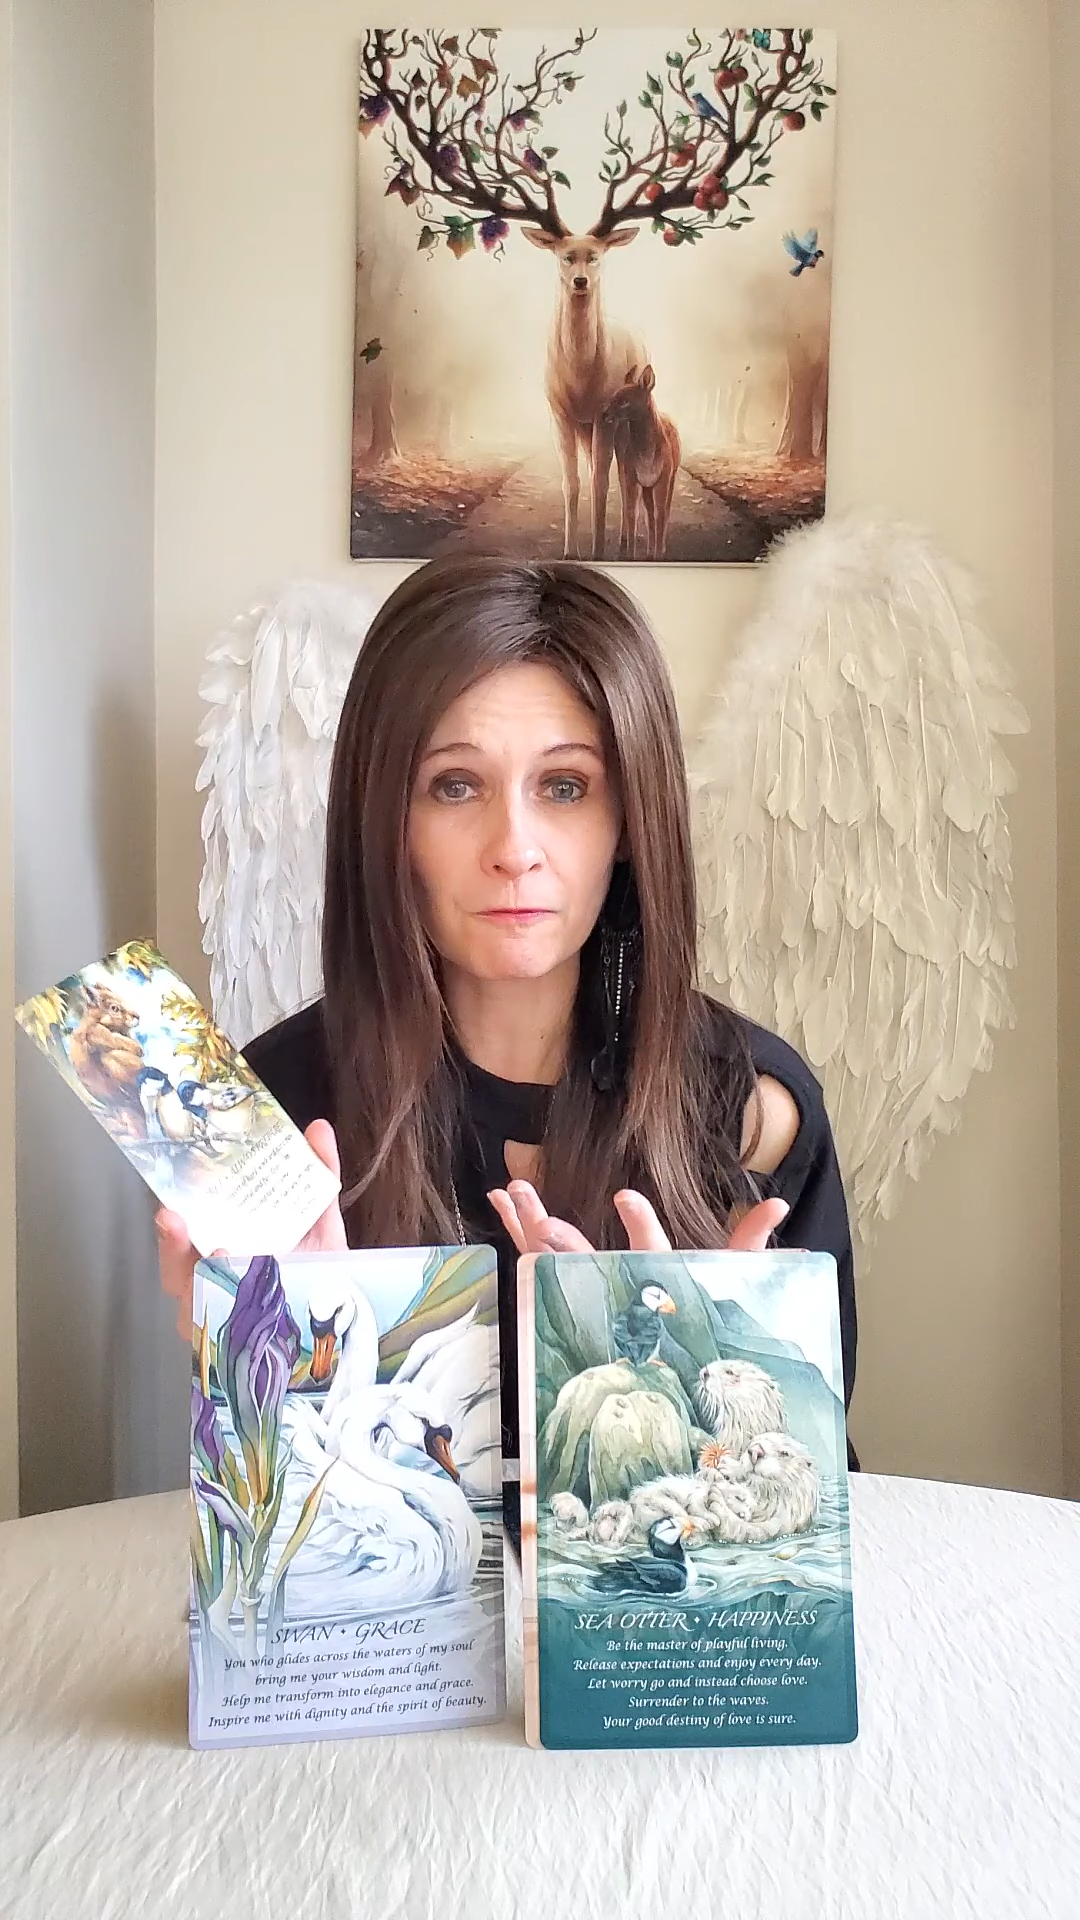 SWAN • GRACE
You who glides across the waters of my soul
bring me your wisdom and light.
Help me transform into elegance and grace.
Inspire me with dignity and the spirit of beauty.
SEA OTTER • HAPPINESS
Be the master of playful living.
Release expectations and enjoy every day.
Let worry go and instead choose love.
Surrender to the waves.
Your good destiny of love is sure.